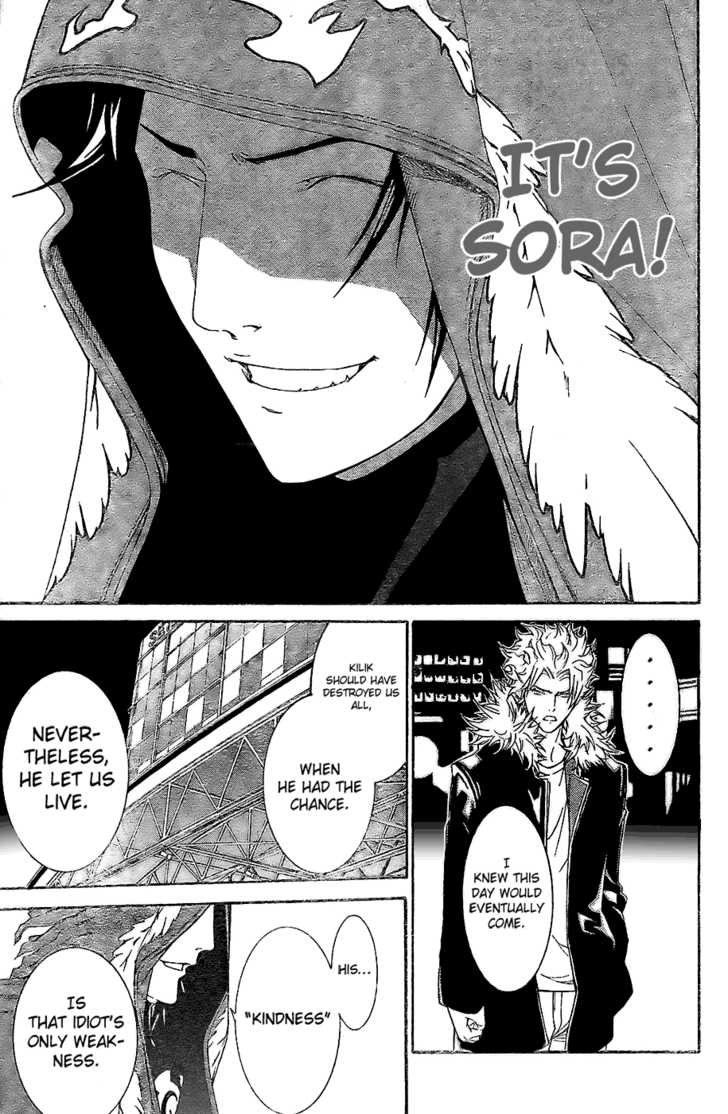 IT'S
SORA!
.....
I
KNEW THIS
DAY WOULD
EVENTUALLY
COME.
KILIK
SHOULD HAVE
DESTROYED US
ALL,
WHEN
HE HAD THE
CHANCE.
NEVER-
THELESS,
HE LET US
LIVE.
HIS...
"KINDNESS"
IS
THAT IDIOT'S
ONLY WEAK-
NESS.